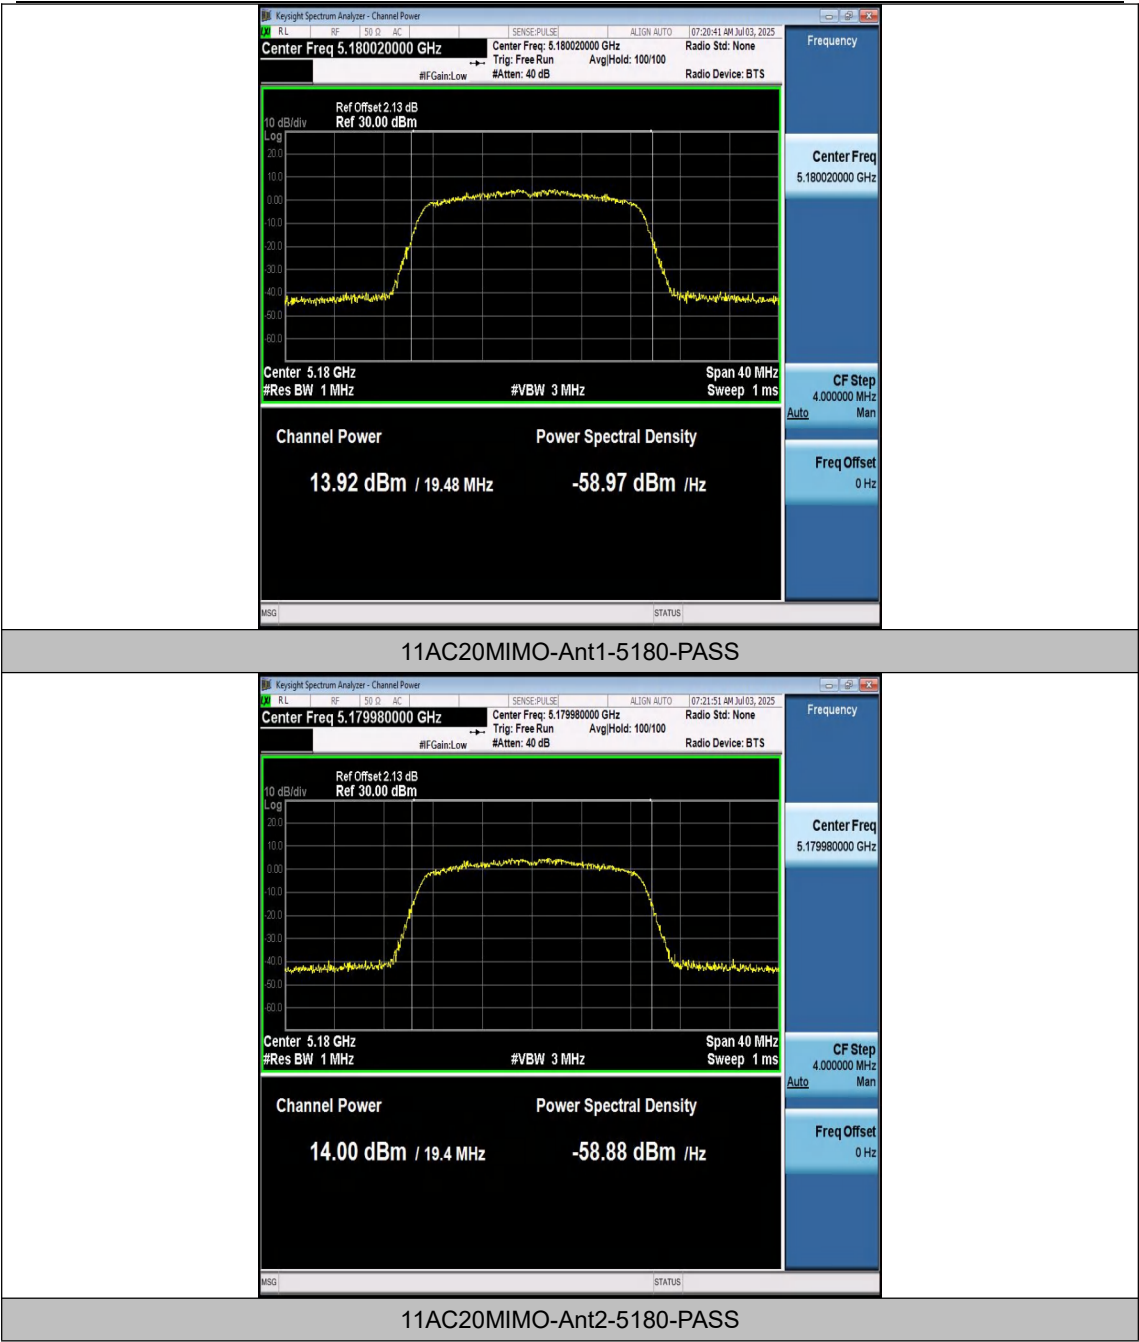 Keysight Spectrum Analyzer - Channel Power
RL RF 50 Ω AC SENSE:PULSE ALIGN AUTO 07:20:41 AM Jul 03, 2025
Center Freq 5.180020000 GHz
Center Freq: 5.180020000 GHz Radio Std: None
Trig: Free Run Avg|Hold: 100/100
#IFGain:Low #Atten: 40 dB Radio Device: BTS
Frequency
Ref Offset 2.13 dB
10 dB/div Ref 30.00 dBm
Log
20.0
10.0
0.00
-10.0
-20.0
-30.0
-40.0
-50.0
-60.0
Center 5.18 GHz Span 40 MHz
#Res BW 1 MHz #VBW 3 MHz Sweep 1 ms
Center Freq
5.180020000 GHz
CF Step
4.000000 MHz
Auto Man
Freq Offset
0 Hz
Channel Power Power Spectral Density
13.92 dBm / 19.48 MHz -58.97 dBm /Hz
MSG STATUS
11AC20MIMO-Ant1-5180-PASS
Keysight Spectrum Analyzer - Channel Power
RL RF 50 Ω AC SENSE:PULSE ALIGN AUTO 07:21:51 AM Jul 03, 2025
Center Freq 5.179980000 GHz
Center Freq: 5.179980000 GHz Radio Std: None
Trig: Free Run Avg|Hold: 100/100
#IFGain:Low #Atten: 40 dB Radio Device: BTS
Frequency
Ref Offset 2.13 dB
10 dB/div Ref 30.00 dBm
Log
20.0
10.0
0.00
-10.0
-20.0
-30.0
-40.0
-50.0
-60.0
Center 5.18 GHz Span 40 MHz
#Res BW 1 MHz #VBW 3 MHz Sweep 1 ms
Center Freq
5.179980000 GHz
CF Step
4.000000 MHz
Auto Man
Freq Offset
0 Hz
Channel Power Power Spectral Density
14.00 dBm / 19.4 MHz -58.88 dBm /Hz
MSG STATUS
11AC20MIMO-Ant2-5180-PASS